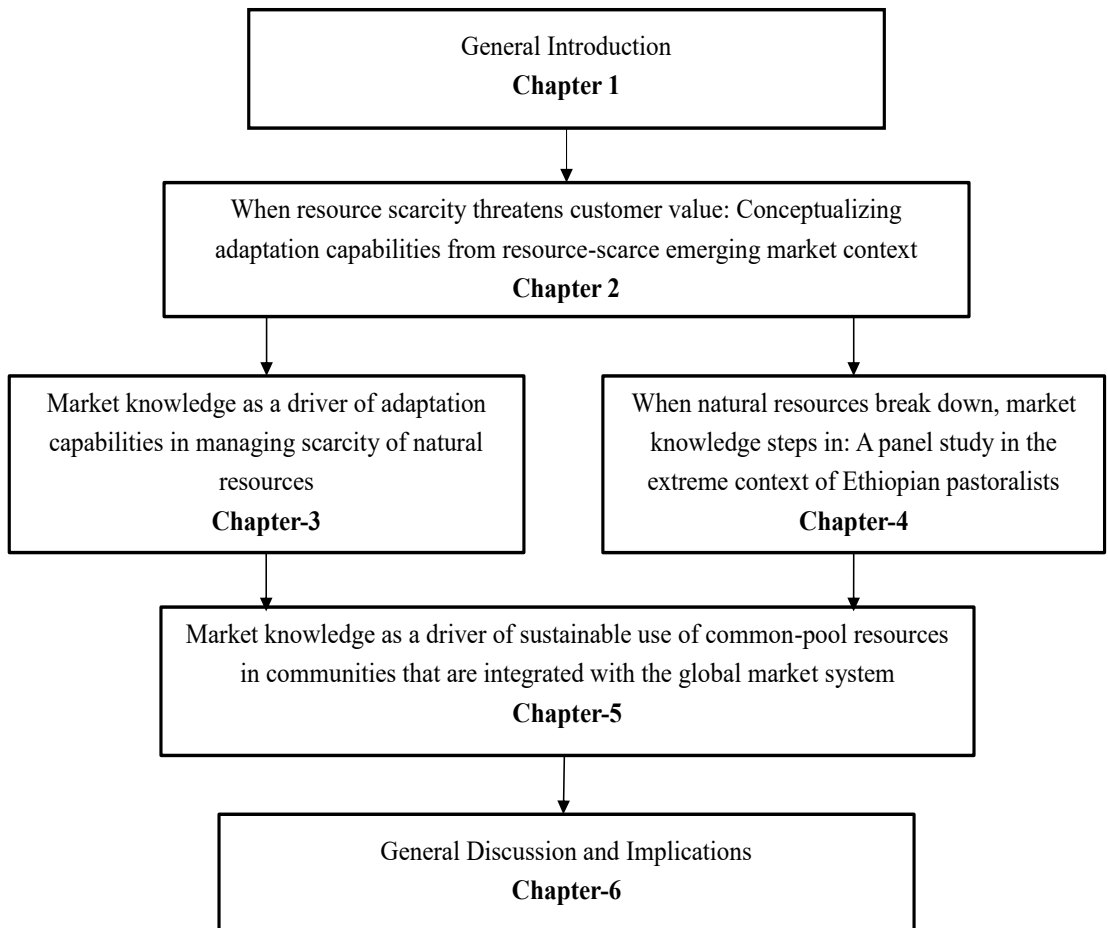 General Introduction
Chapter 1
When resource scarcity threatens customer value: Conceptualizing
adaptation capabilities from resource-scarce emerging market context
Chapter 2
Market knowledge as a driver of adaptation
capabilities in managing scarcity of natural
resources
Chapter-3
When natural resources break down, market
knowledge steps in: A panel study in the
extreme context of Ethiopian pastoralists
Chapter-4
Market knowledge as a driver of sustainable use of common-pool resources
in communities that are integrated with the global market system
Chapter-5
General Discussion and Implications
Chapter-6